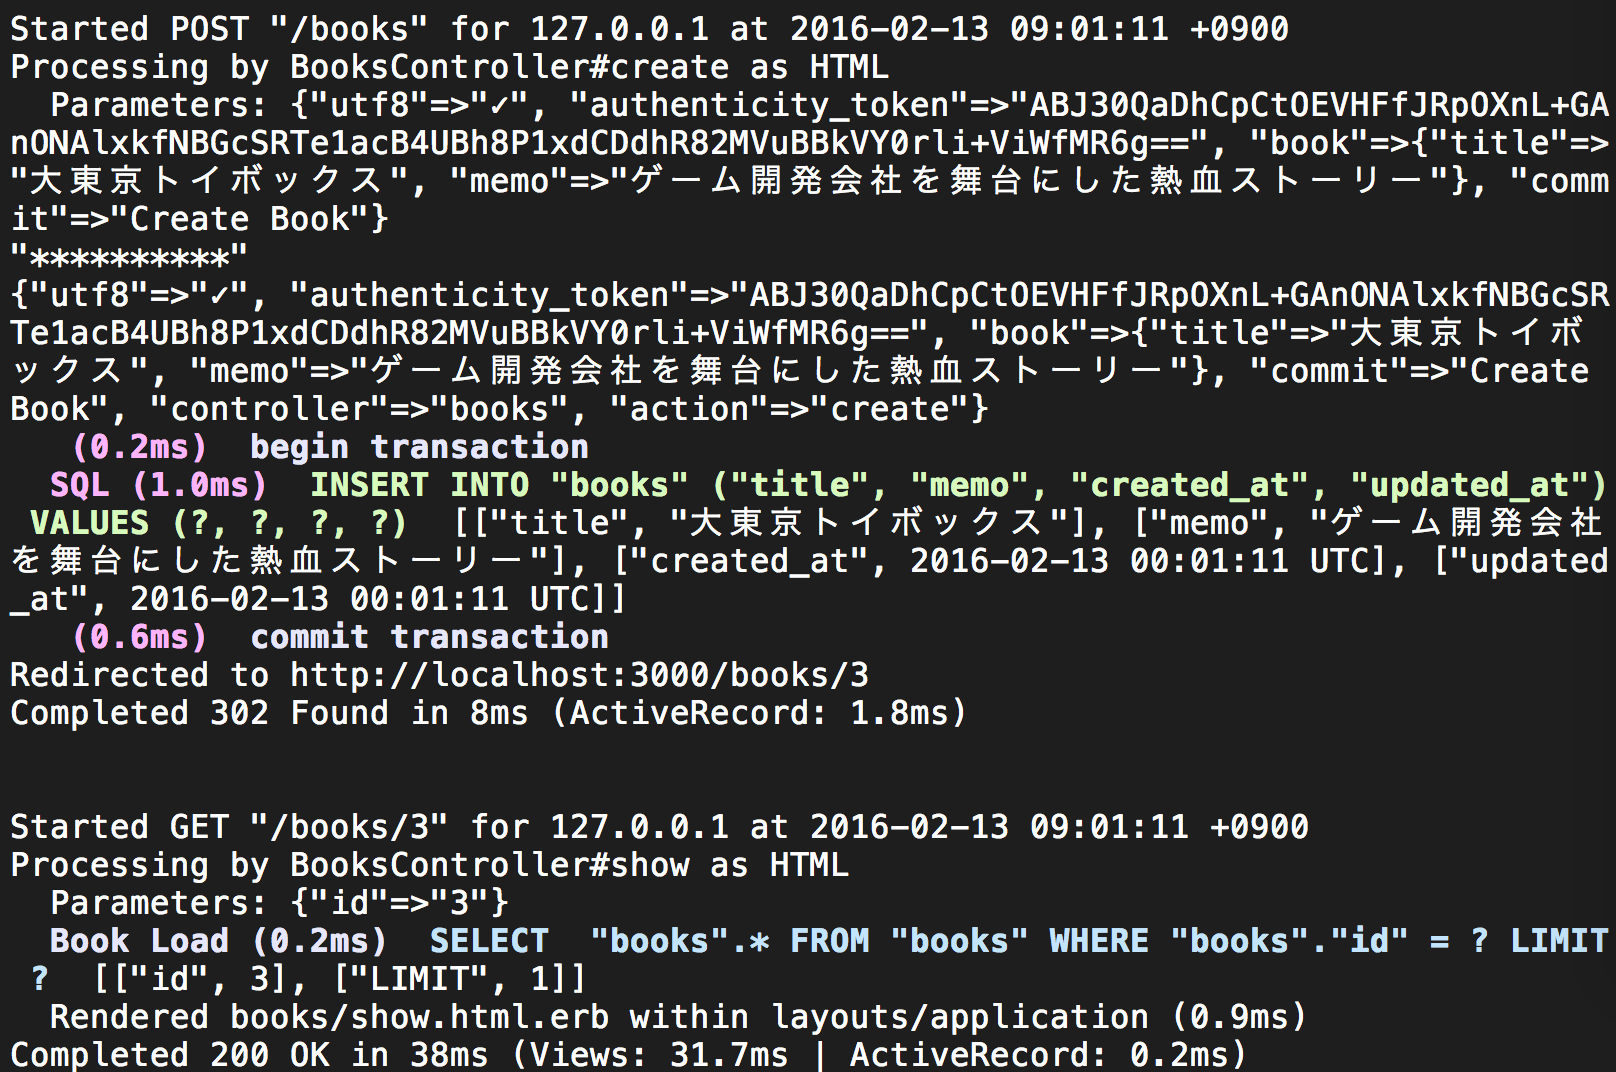 Started POST "/books" for 127.0.0.1 at 2016-02-13 09:01:11 +0900
Processing by BooksController#create as HTML
  Parameters: {"utf8"=>"✓", "authenticity_token"=>"ABJ30QaDhCpCtOEVHFfJRpOXnL+GA
nONAlxkfNBGcSRTe1acB4UBh8P1xdCDdhR82MVuBBkVY0rli+ViWfMR6g==", "book"=>{"title"=>
"大東京トイボックス", "memo"=>"ゲーム開発会社を舞台にした熱血ストーリー"}, "comm
it"=>"Create Book"}
"**********"
{"utf8"=>"✓", "authenticity_token"=>"ABJ30QaDhCpCtOEVHFfJRpOXnL+GAnONAlxkfNBGcSR
Te1acB4UBh8P1xdCDdhR82MVuBBkVY0rli+ViWfMR6g==", "book"=>{"title"=>"大東京トイボ
ックス", "memo"=>"ゲーム開発会社を舞台にした熱血ストーリー"}, "commit"=>"Create
Book", "controller"=>"books", "action"=>"create"}
   (0.2ms)  begin transaction
  SQL (1.0ms)  INSERT INTO "books" ("title", "memo", "created_at", "updated_at")
 VALUES (?, ?, ?, ?)  [["title", "大東京トイボックス"], ["memo", "ゲーム開発会社
を舞台にした熱血ストーリー"], ["created_at", 2016-02-13 00:01:11 UTC], ["updated
_at", 2016-02-13 00:01:11 UTC]]
   (0.6ms)  commit transaction
Redirected to http://localhost:3000/books/3
Completed 302 Found in 8ms (ActiveRecord: 1.8ms)
Started GET "/books/3" for 127.0.0.1 at 2016-02-13 09:01:11 +0900
Processing by BooksController#show as HTML
  Parameters: {"id"=>"3"}
  Book Load (0.2ms)  SELECT  "books".* FROM "books" WHERE "books"."id" = ? LIMIT
 ?  [["id", 3], ["LIMIT", 1]]
  Rendered books/show.html.erb within layouts/application (0.9ms)
Completed 200 OK in 38ms (Views: 31.7ms | ActiveRecord: 0.2ms)